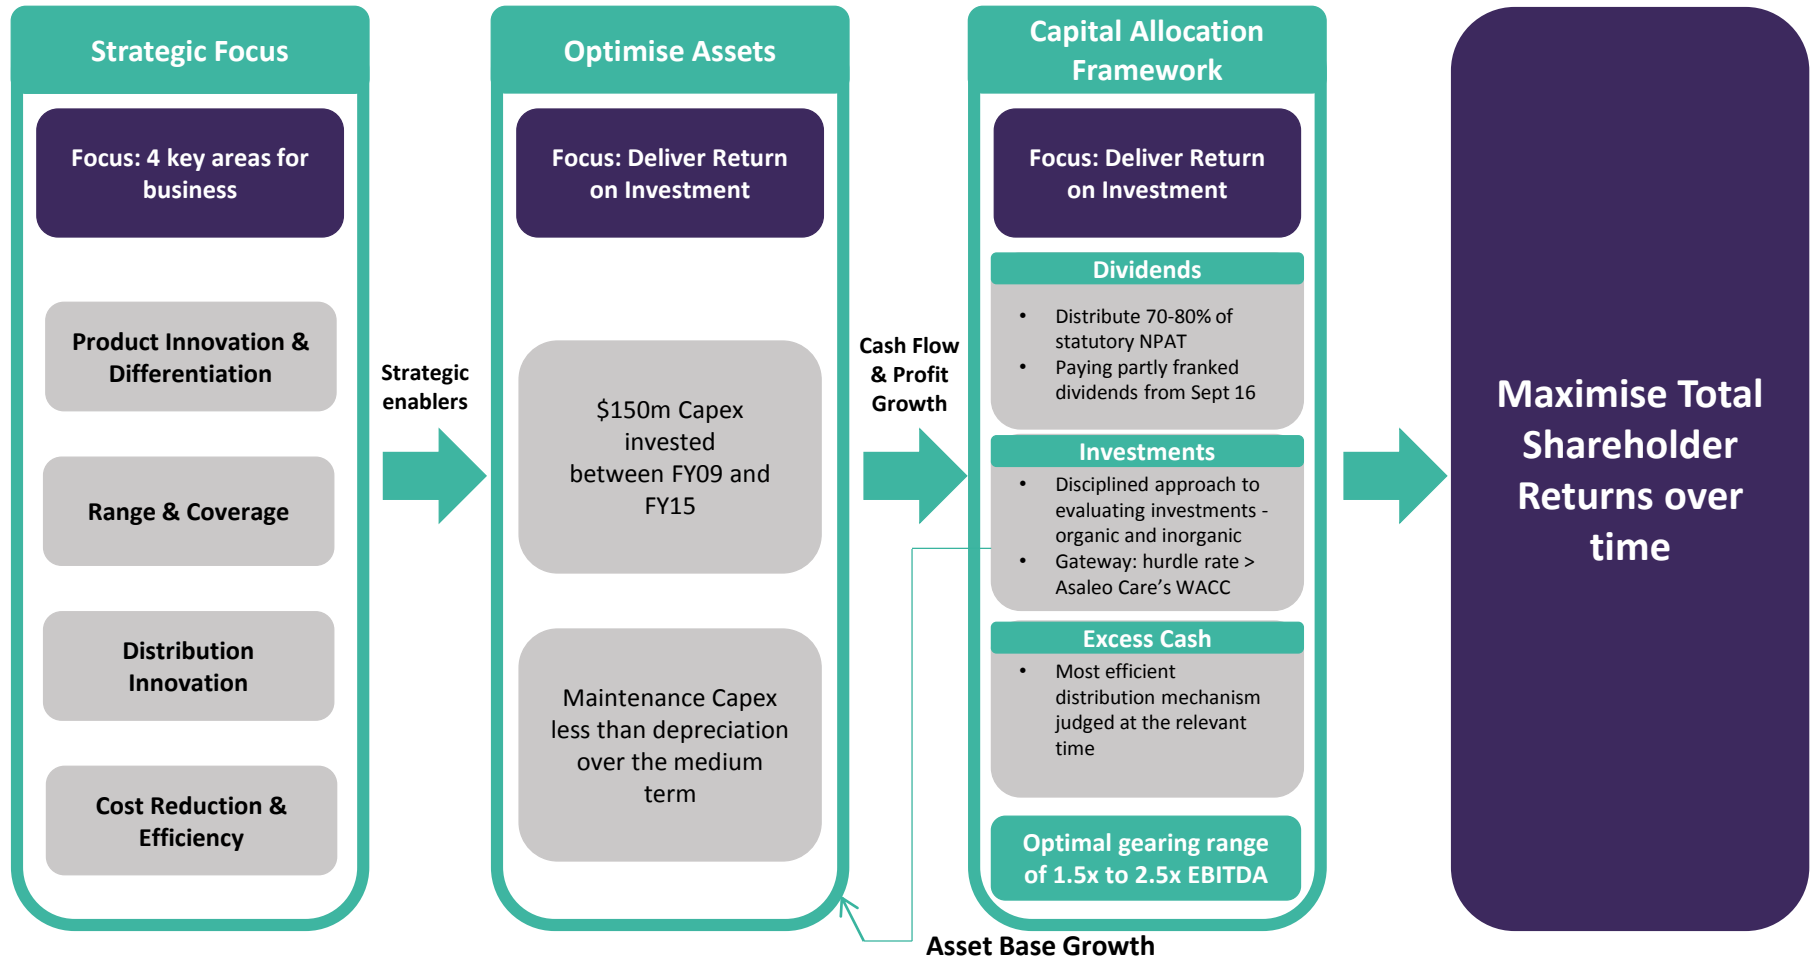 Strategic Focus
Focus: 4 key areas for
business
Product Innovation &
Differentiation
Range & Coverage
Distribution
Innovation
Cost Reduction &
Efficiency
Strategic
enablers
Optimise Assets
Focus: Deliver Return
on Investment
$150m Capex
invested
between FY09 and
FY15
Maintenance Capex
less than depreciation
over the medium
term
Cash Flow
& Profit
Growth
Capital Allocation
Framework
Focus: Deliver Return
on Investment
Dividends
• Distribute 70-80% of
statutory NPAT
• Paying partly franked
dividends from Sept 16
Investments
• Disciplined approach to
evaluating investments -
organic and inorganic
• Gateway: hurdle rate >
Asaleo Care’s WACC
Excess Cash
• Most efficient
distribution mechanism
judged at the relevant
time
Optimal gearing range
of 1.5x to 2.5x EBITDA
Asset Base Growth
Maximise Total
Shareholder
Returns over
time